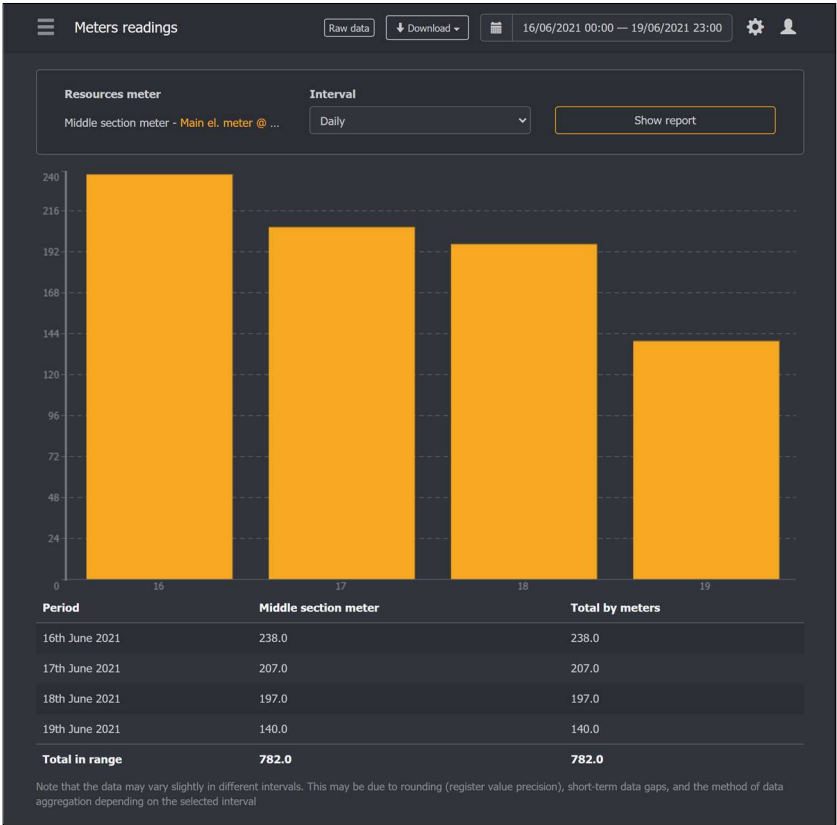 Meters readings
Raw data
Download
16/06/2021 00:00 — 19/06/2021 23:00
Resources meter
Interval
Middle section meter - Main el. meter @ ...
Daily
Show report
240
216
192
168
144
120
96
72
48
24
0
16 17 18 19
Period Middle section meter Total by meters
16th June 2021 238.0 238.0
17th June 2021 207.0 207.0
18th June 2021 197.0 197.0
19th June 2021 140.0 140.0
Total in range 782.0 782.0
Note that the data may vary slightly in different intervals. This may be due to rounding (register value precision), short-term data gaps, and the method of data
aggregation depending on the selected interval